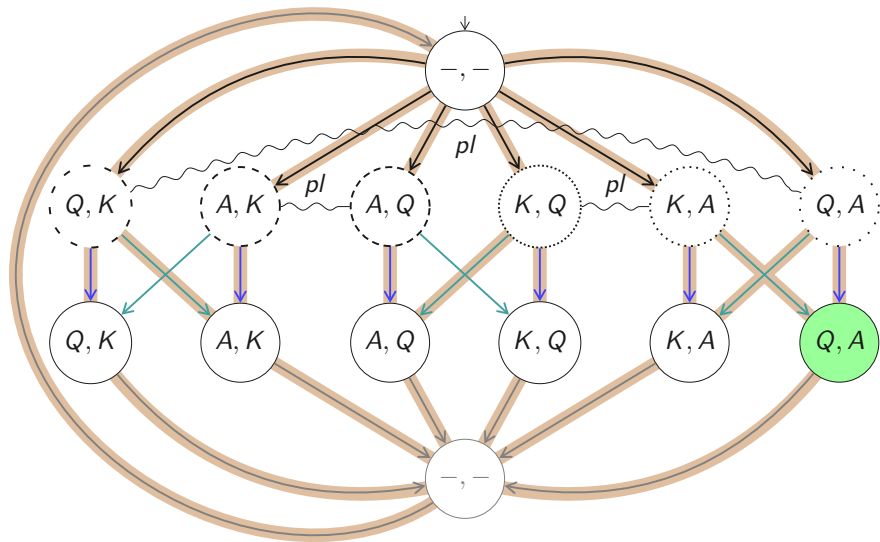 −, −
pl
pl
pl
Q, K
A, K
A, Q
K, Q
K, A
Q, A
Q, K
A, K
A, Q
K, Q
K, A
Q, A
−, −